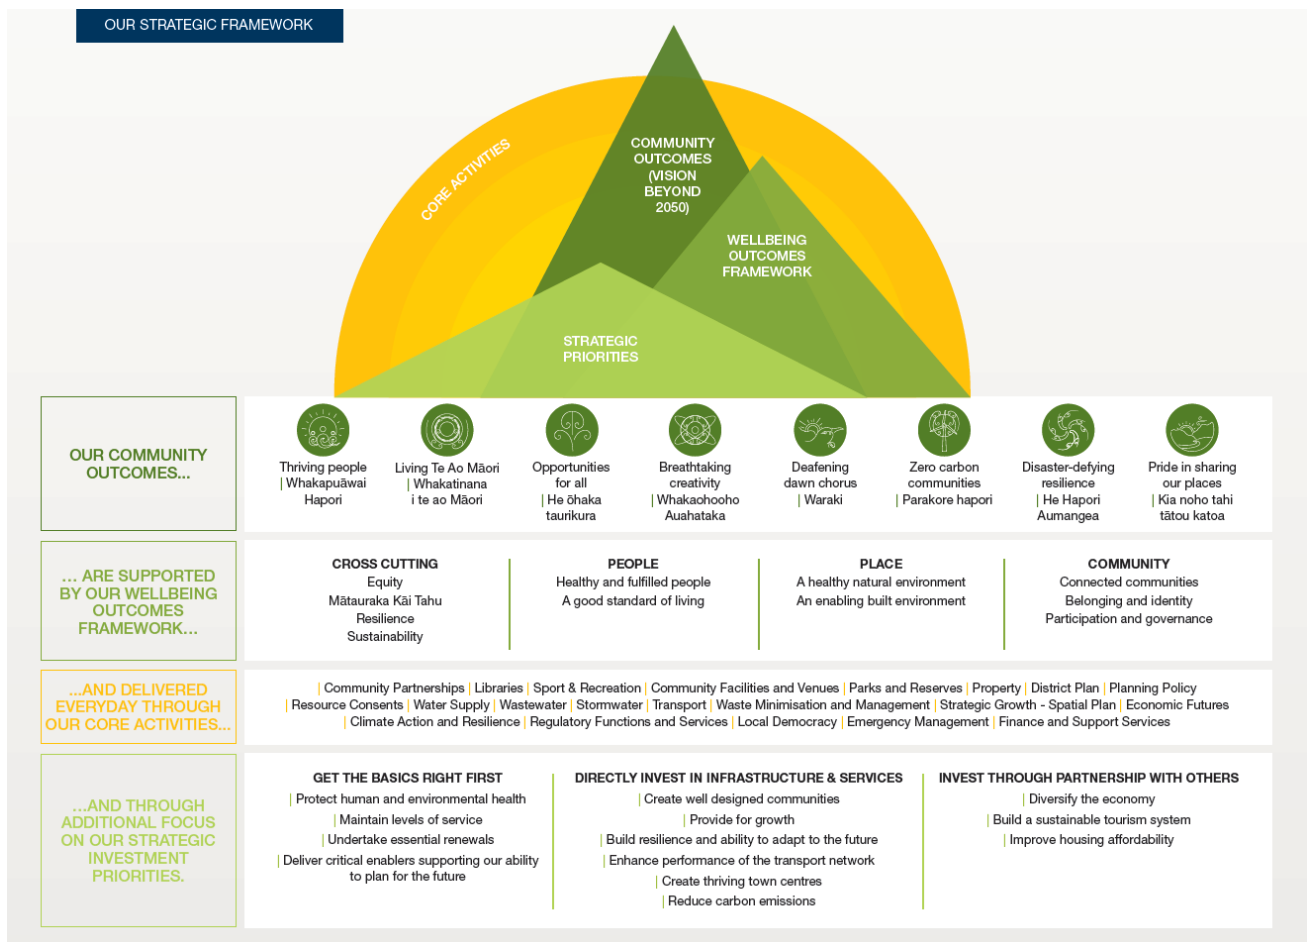 OUR STRATEGIC FRAMEWORK
CORE ACTIVITIES
COMMUNITY
OUTCOMES
(VISION
BEYOND
2050)
WELLBEING
OUTCOMES
FRAMEWORK
STRATEGIC
PRIORITIES
OUR COMMUNITY
OUTCOMES...
Thriving people
| Whakapuāwai
Hapori
Living Te Ao Māori
| Whakatinana
i te ao Māori
Opportunities
for all
| He ōhaka
taurikura
Breathtaking
creativity
| Whakaohooho
Auahataka
Deafening
dawn chorus
| Waraki
Zero carbon
communities
| Parakore hapori
Disaster-defying
resilience
| He Hapori
Aumangea
Pride in sharing
our places
| Kia noho tahi
tātou katoa
... ARE SUPPORTED
BY OUR WELLBEING
OUTCOMES
FRAMEWORK...
CROSS CUTTING
Equity
Mātauraka Kāi Tahu
Resilience
Sustainability
PEOPLE
Healthy and fulfilled people
A good standard of living
PLACE
A healthy natural environment
An enabling built environment
COMMUNITY
Connected communities
Belonging and identity
Participation and governance
...AND DELIVERED
EVERYDAY THROUGH
OUR CORE ACTIVITIES...
| Community Partnerships | Libraries | Sport & Recreation | Community Facilities and Venues | Parks and Reserves | Property | District Plan | Planning Policy
| Resource Consents | Water Supply | Wastewater | Stormwater | Transport | Waste Minimisation and Management | Strategic Growth - Spatial Plan | Economic Futures
| Climate Action and Resilience | Regulatory Functions and Services | Local Democracy | Emergency Management | Finance and Support Services
...AND THROUGH
ADDITIONAL FOCUS
ON OUR STRATEGIC
INVESTMENT
PRIORITIES.
GET THE BASICS RIGHT FIRST
| Protect human and environmental health
| Maintain levels of service
| Undertake essential renewals
| Deliver critical enablers supporting our ability
to plan for the future
DIRECTLY INVEST IN INFRASTRUCTURE & SERVICES
| Create well designed communities
| Provide for growth
| Build resilience and ability to adapt to the future
| Enhance performance of the transport network
| Create thriving town centres
| Reduce carbon emissions
INVEST THROUGH PARTNERSHIP WITH OTHERS
| Diversify the economy
| Build a sustainable tourism system
| Improve housing affordability